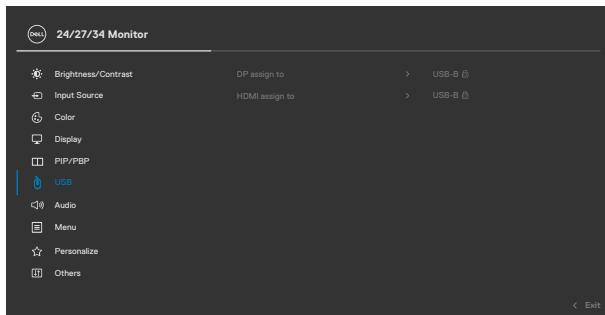 DELL 24/27/34 Monitor
Brightness/Contrast DP assign to > USB-B
Input Source HDMI assign to > USB-B
Color
Display
PIP/PBP
USB
Audio
Menu
Personalize
Others
< Exit